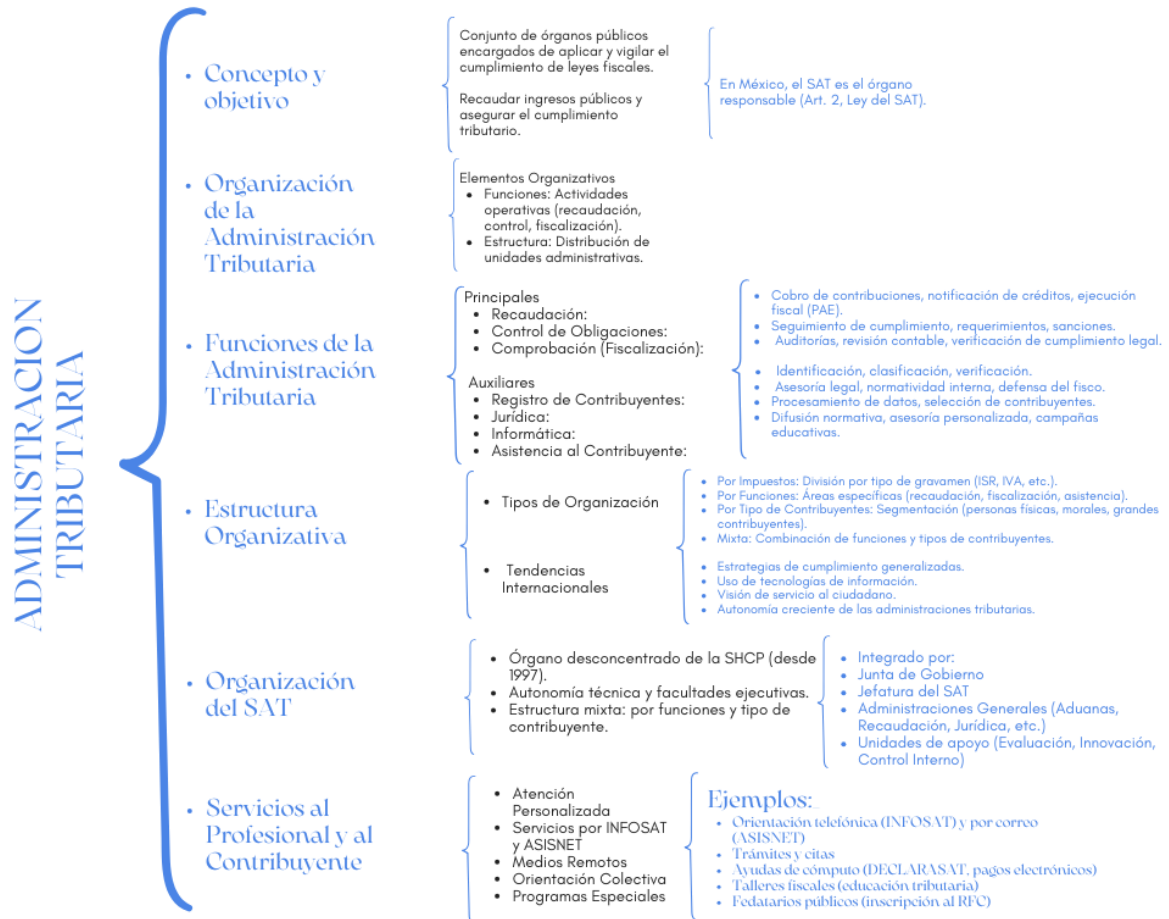 ADMINISTRACION
TRIBUTARIA
• Concepto y
objetivo
Conjunto de órganos públicos
encargados de aplicar y vigilar el
cumplimiento de leyes fiscales.
Recaudar ingresos públicos y
asegurar el cumplimiento
tributario.
En México, el SAT es el órgano
responsable (Art. 2, Ley del SAT).
• Organización
de la
Administración
Tributaria
Elementos Organizativos
• Funciones: Actividades
operativas (recaudación,
control, fiscalización).
• Estructura: Distribución de
unidades administrativas.
• Funciones de la
Administración
Tributaria
Principales
• Recaudación:
• Control de Obligaciones:
• Comprobación (Fiscalización):
Auxiliares
• Registro de Contribuyentes:
• Jurídica:
• Informática:
• Asistencia al Contribuyente:
• Cobro de contribuciones, notificación de créditos, ejecución
fiscal (PAE).
• Seguimiento de cumplimiento, requerimientos, sanciones.
• Auditorías, revisión contable, verificación de cumplimiento legal.
• Identificación, clasificación, verificación.
• Asesoría legal, normatividad interna, defensa del fisco.
• Procesamiento de datos, selección de contribuyentes.
• Difusión normativa, asesoría personalizada, campañas
educativas.
• Estructura
Organizativa
• Tipos de Organización
• Por Impuestos: División por tipo de gravamen (ISR, IVA, etc.).
• Por Funciones: Áreas específicas (recaudación, fiscalización, asistencia).
• Por Tipo de Contribuyentes: Segmentación (personas físicas, morales, grandes
contribuyentes).
• Mixta: Combinación de funciones y tipos de contribuyentes.
• Tendencias
Internacionales
• Estrategias de cumplimiento generalizadas.
• Uso de tecnologías de información.
• Visión de servicio al ciudadano.
• Autonomía creciente de las administraciones tributarias.
• Organización
del SAT
• Órgano desconcentrado de la SHCP (desde
1997).
• Autonomía técnica y facultades ejecutivas.
• Estructura mixta: por funciones y tipo de
contribuyente.
• Integrado por:
• Junta de Gobierno
• Jefatura del SAT
• Administraciones Generales (Aduanas,
Recaudación, Jurídica, etc.)
• Unidades de apoyo (Evaluación, Innovación,
Control Interno)
• Servicios al
Profesional y al
Contribuyente
• Atención
Personalizada
• Servicios por INFOSAT
y ASISNET
• Medios Remotos
• Orientación Colectiva
• Programas Especiales
Ejemplos:
• Orientación telefónica (INFOSAT) y por correo
(ASISNET)
• Trámites y citas
• Ayudas de cómputo (DECLARASAT, pagos electrónicos)
• Talleres fiscales (educación tributaria)
• Fedatarios públicos (inscripción al RFC)